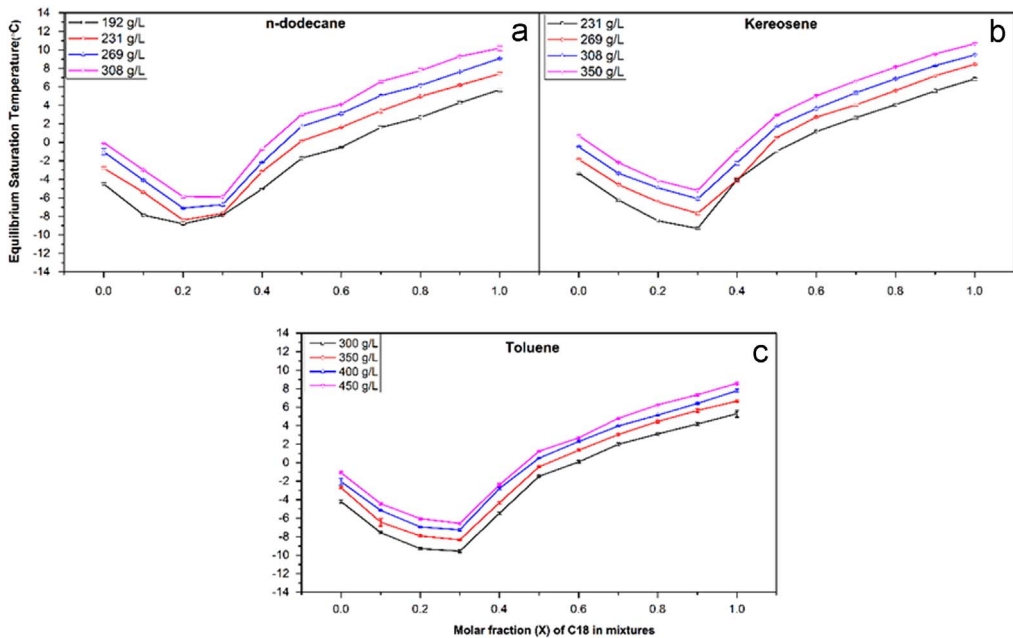 n-dodecane
a
192 g/L
231 g/L
269 g/L
308 g/L
Equilibrium Saturation Temperature(°C)
14
12
10
8
6
4
2
0
-2
-4
-6
-8
-10
-12
-14
0.0
0.2
0.4
0.6
0.8
1.0
Kereosene
b
231 g/L
269 g/L
308 g/L
350 g/L
0.0
0.2
0.4
0.6
0.8
1.0
Toluene
c
300 g/L
350 g/L
400 g/L
450 g/L
14
12
10
8
6
4
2
0
-2
-4
-6
-8
-10
-12
-14
0.0
0.2
0.4
0.6
0.8
1.0
Molar fraction (X) of C18 in mixtures